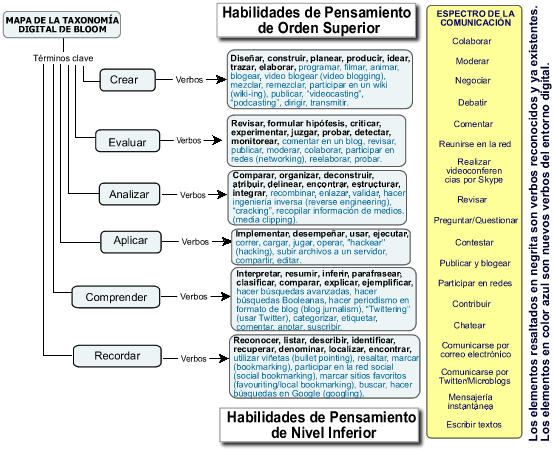 MAPA DE LA TAXONOMÍA
DIGITAL DE BLOOM
Términos clave
Habilidades de Pensamiento
de Orden Superior
Crear
Verbos
Diseñar, construir, planear, producir, idear,
trazar, elaborar, programar, filmar, animar,
blogear, video blogear (video blogging),
mezclar, remezclar, participar en un wiki
(wiki-ing), publicar, "videocasting",
"podcasting", dirigir, transmitir.
Evaluar
Verbos
Revisar, formular hipótesis, criticar,
experimentar, juzgar, probar, detectar,
monitorear, comentar en un blog, revisar,
publicar, moderar, colaborar, participar en
redes (networking), reelaborar, probar.
Analizar
Verbos
Comparar, organizar, deconstruir,
atribuir, delinear, encontrar, estructurar,
integrar, recombinar, enlazar, validar, hacer
ingeniería inversa (reverse engineering),
"cracking", recopilar información de medios.
(media clipping).
Aplicar
Verbos
Implementar, desempeñar, usar, ejecutar,
correr, cargar, jugar, operar, "hackear"
(hacking), subir archivos a un servidor,
compartir, editar.
Comprender
Verbos
Interpretar, resumir, inferir, parafrasear,
clasificar, comparar, explicar, ejemplificar,
hacer búsquedas avanzadas, hacer
búsquedas Booleanas, hacer periodismo en
formato de blog (blog jurnalism), "Twittering"
(usar Twitter), categorizar, etiquetar,
comentar, anotar, suscribir.
Recordar
Verbos
Reconocer, listar, describir, identificar,
recuperar, denominar, localizar, encontrar,
utilizar viñetas (bullet pointing), resaltar, marcar
(bookmarking), participar en la red social
(social bookmarking), marcar sitios favoritos
(favouriting/local bookmarking), buscar, hacer
búsquedas en Google (googling).
Habilidades de Pensamiento
de Nivel Inferior
ESPECTRO DE LA
COMUNICACIÓN
Colaborar
Moderar
Negociar
Debatir
Comentar
Reunirse en la red
Realizar
videoconferen
cias por Skype
Revisar
Preguntar/Questionar
Contestar
Publicar y blogear
Participar en redes
Contribuir
Chatear
Comunicarse por
correo electrónico
Comunicarse por
Twitter/Microblogs
Mensajería
instantánea
Escribir textos
Los elementos resaltados en negrita son verbos reconocidos y ya existentes.
Los elementos en color azul son nuevos verbos del entorno digital.